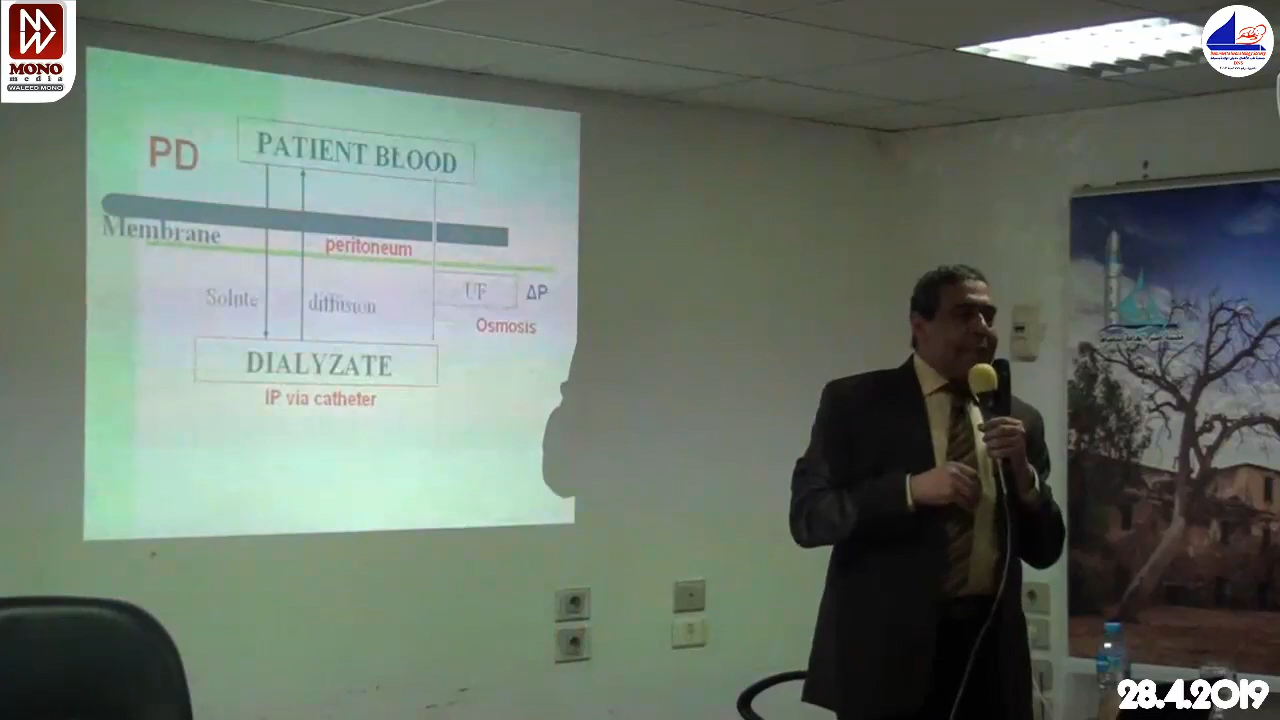 MONO
media
WALEED MONO
PD
PATIENT BLOOD
Membrane
peritoneum
Solute
diffusion
UF
ΔP
Osmosis
DIALYZATE
IP via catheter
DNS
28.4.2019